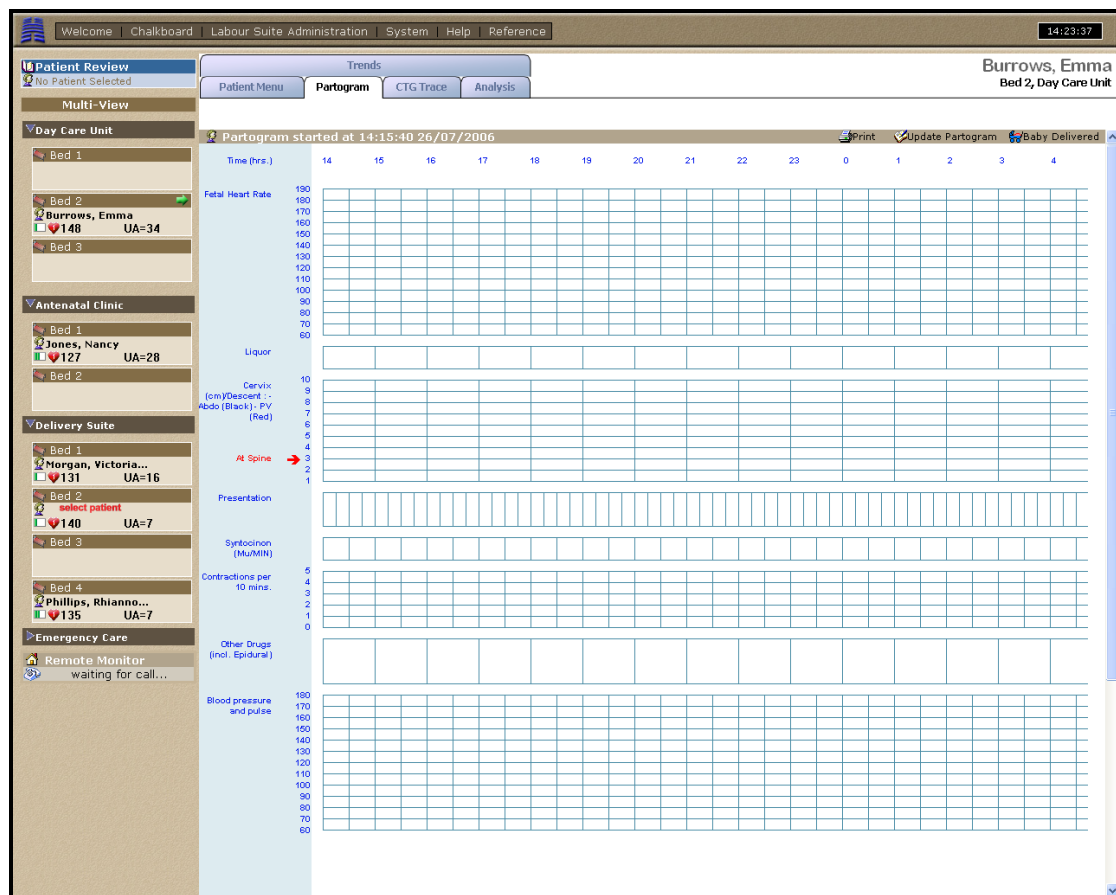 Welcome | Chalkboard | Labour Suite Administration | System | Help | Reference
14:23:37
Patient Review
No Patient Selected
Multi-View
Day Care Unit
Bed 1
Bed 2
Burrows, Emma
148 UA=34
Bed 3
Antenatal Clinic
Bed 1
Jones, Nancy
127 UA=28
Bed 2
Delivery Suite
Bed 1
Morgan, Victoria...
131 UA=16
Bed 2
select patient
140 UA=7
Bed 3
Bed 4
Phillips, Rhianno...
135 UA=7
Emergency Care
Remote Monitor
waiting for call...
Trends
Patient Menu Partogram CTG Trace Analysis
Burrows, Emma
Bed 2, Day Care Unit
Partogram started at 14:15:40 26/07/2006 Print Update Partogram Baby Delivered
Time (hrs.) 14 15 16 17 18 19 20 21 22 23 0 1 2 3 4
Fetal Heart Rate 190
180
170
160
150
140
130
120
110
100
90
80
70
60
Liquor
Cervix 10
(cm)/Descent : - 9
Abdo (Black) - PV 8
(Red) 7
6
5
4
At Spine 3
2
1
Presentation
Syntocinon
(Mu/MIN)
5
Contractions per 4
10 mins. 3
2
1
0
Other Drugs
(incl. Epidural)
Blood pressure 180
and pulse 170
160
150
140
130
120
110
100
90
80
70
60